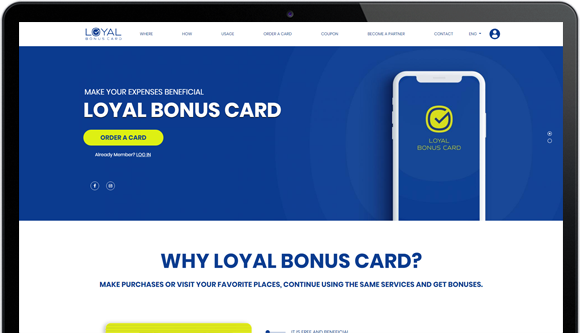 LOYAL
BONUS CARD
WHERE
HOW
USAGE
ORDER A CARD
COUPON
BECOME A PARTNER
CONTACT
ENG
MAKE YOUR EXPENSES BENEFICIAL
LOYAL BONUS CARD
ORDER A CARD
Already Member? LOG IN
LOYAL
BONUS CARD
WHY LOYAL BONUS CARD?
MAKE PURCHASES OR VISIT YOUR FAVORITE PLACES, CONTINUE USING THE SAME SERVICES AND GET BONUSES.
IT IS FREE AND BENEFICIAL